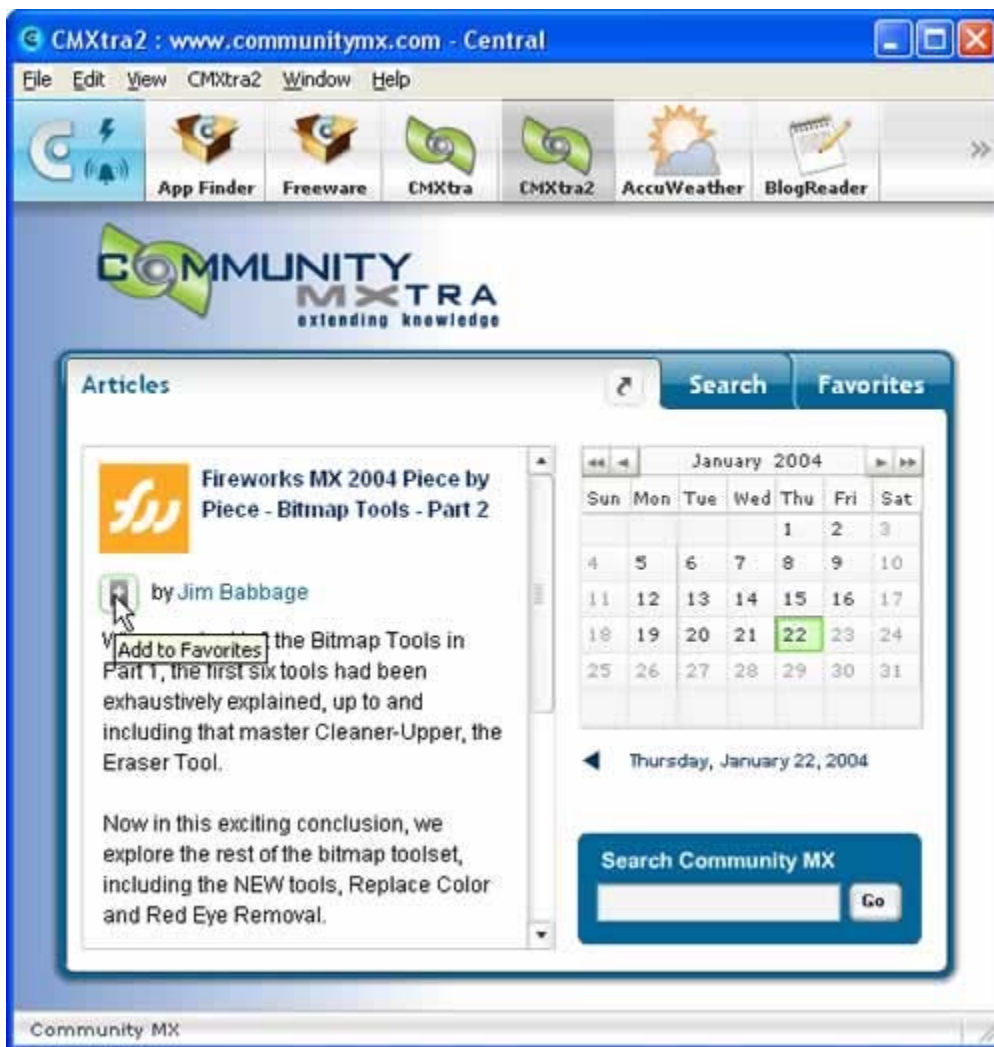 CMXtra2 : www.communitymx.com - Central
File Edit View CMXtra2 Window Help
App Finder Freeware CMXtra CMXtra2 AccuWeather BlogReader
COMMUNITY
MXTRA
extending knowledge
Articles Search Favorites
Fireworks MX 2004 Piece by
Piece - Bitmap Tools - Part 2
by Jim Babbage
Add to Favorites
the Bitmap Tools in
Part 1, the first six tools had been
exhaustively explained, up to and
including that master Cleaner-Upper, the
Eraser Tool.
Now in this exciting conclusion, we
explore the rest of the bitmap toolset,
including the NEW tools, Replace Color
and Red Eye Removal.
January 2004
Sun Mon Tue Wed Thu Fri Sat
1 2 3
4 5 6 7 8 9 10
11 12 13 14 15 16 17
18 19 20 21 22 23 24
25 26 27 28 29 30 31
Thursday, January 22, 2004
Search Community MX
Go
Community MX